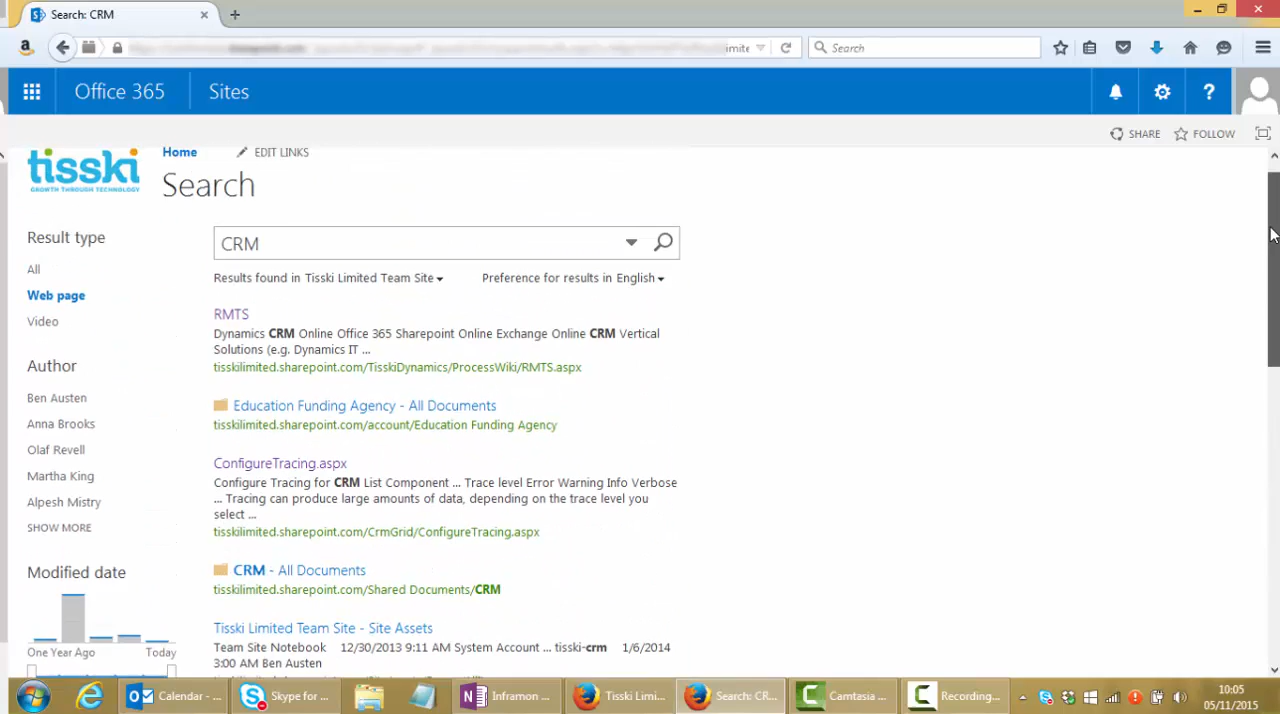 Search: CRM
limite
Search
Office 365
Sites
SHARE
FOLLOW
tisski
GROWTH THROUGH TECHNOLOGY
Home
EDIT LINKS
Search
Result type
All
Web page
Video
Author
Ben Austen
Anna Brooks
Olaf Revell
Martha King
Alpesh Mistry
SHOW MORE
Modified date
One Year Ago
Today
CRM
Results found in Tisski Limited Team Site
Preference for results in English
RMTS
Dynamics CRM Online Office 365 Sharepoint Online Exchange Online CRM Vertical
Solutions (e.g. Dynamics IT ...
tisskilimited.sharepoint.com/TisskiDynamics/ProcessWiki/RMTS.aspx
Education Funding Agency - All Documents
tisskilimited.sharepoint.com/account/Education Funding Agency
ConfigureTracing.aspx
Configure Tracing for CRM List Component ... Trace level Error Warning Info Verbose
... Tracing can produce large amounts of data, depending on the trace level you
select ...
tisskilimited.sharepoint.com/CrmGrid/ConfigureTracing.aspx
CRM - All Documents
tisskilimited.sharepoint.com/Shared Documents/CRM
Tisski Limited Team Site - Site Assets
Team Site Notebook 12/30/2013 9:11 AM System Account ... tisski-crm 1/6/2014
3:00 AM Ben Austen
Calendar - ...
Skype for ...
Inframon ...
Tisski Limi...
Search: CR...
Camtasia ...
Recording...
10:05
05/11/2015